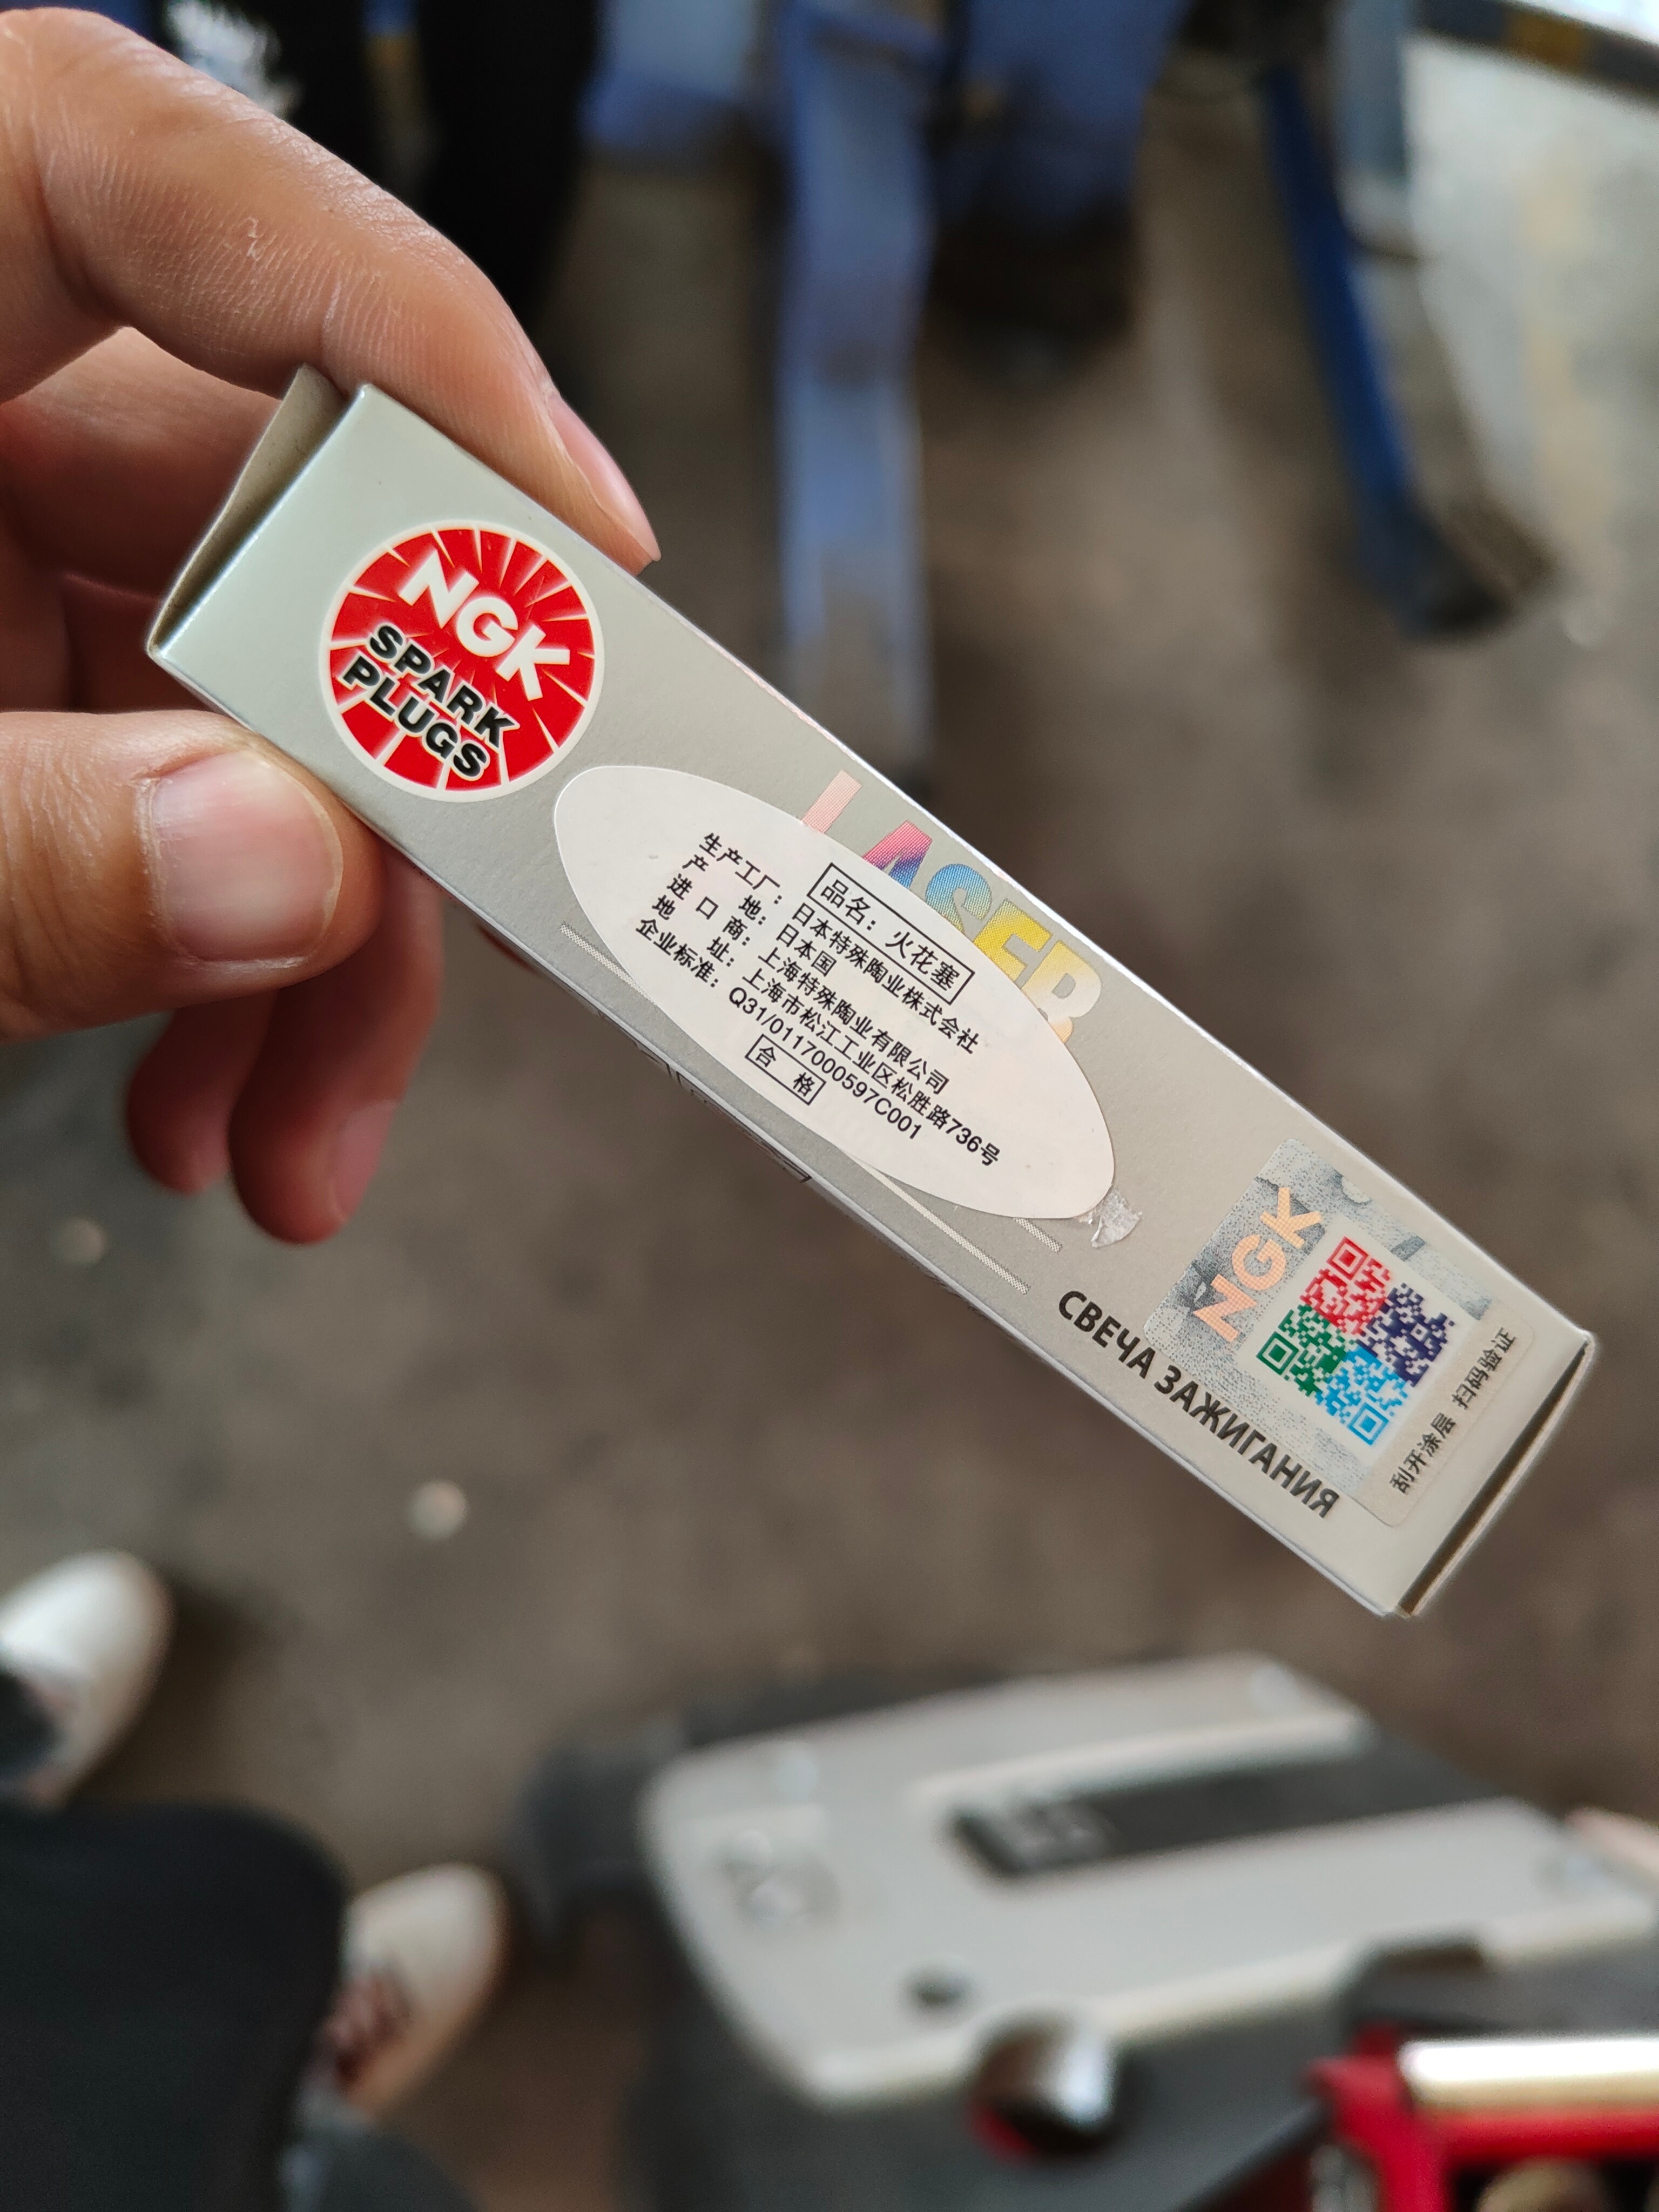 NGK
SPARK
PLUGS
LASER
品名：火花塞
生产工厂：日本特殊陶业株式会社
产地：日本国
进口商：上海特殊陶业有限公司
地址：上海市松江工业区松胜路736号
企业标准：Q31/0117000597C001
合格
NGK
刮开涂层 扫码验证
СВЕЧА ЗАЖИГАНИЯ